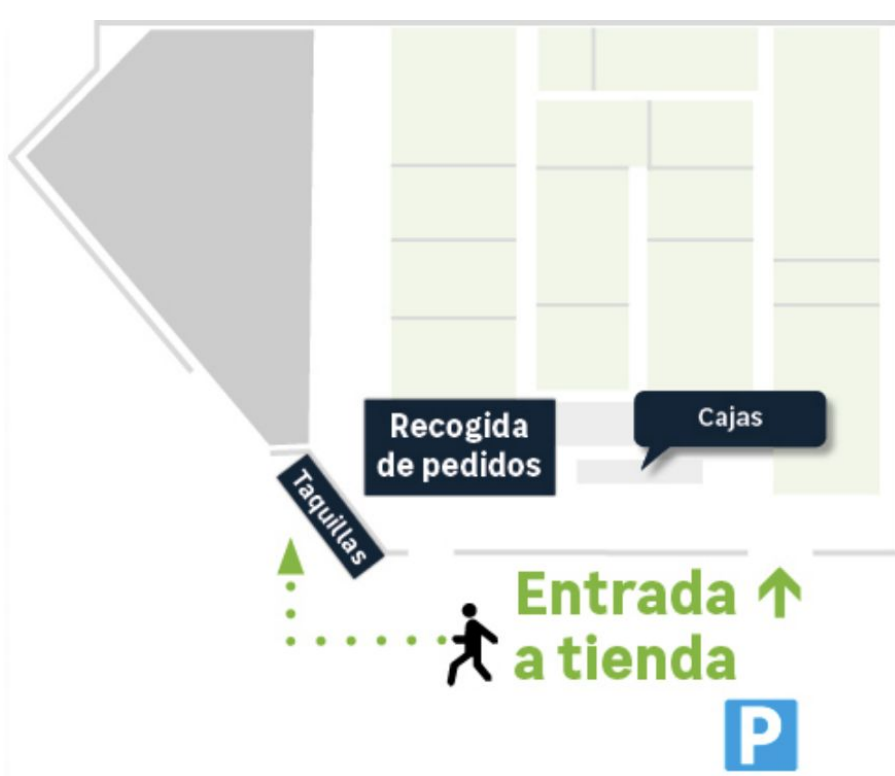 Cajas
Recogida
de pedidos
Taquillas
Entrada
a tienda
P